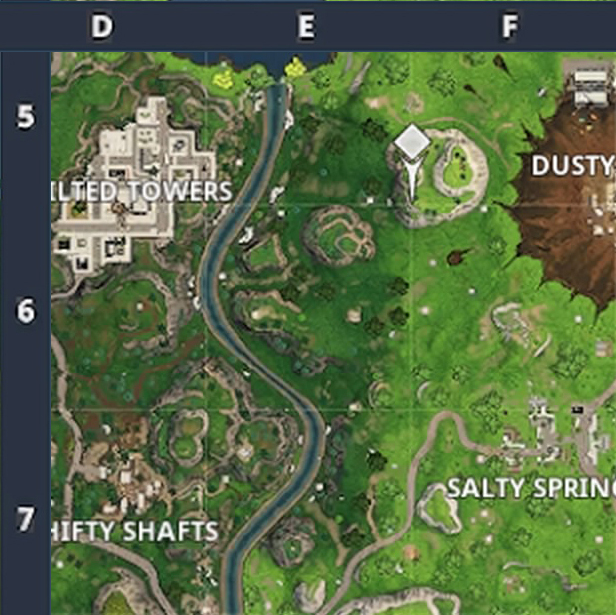 D E F
5
DUSTY
ILTED TOWERS
6
SALTY SPRING
7
HIFTY SHAFTS